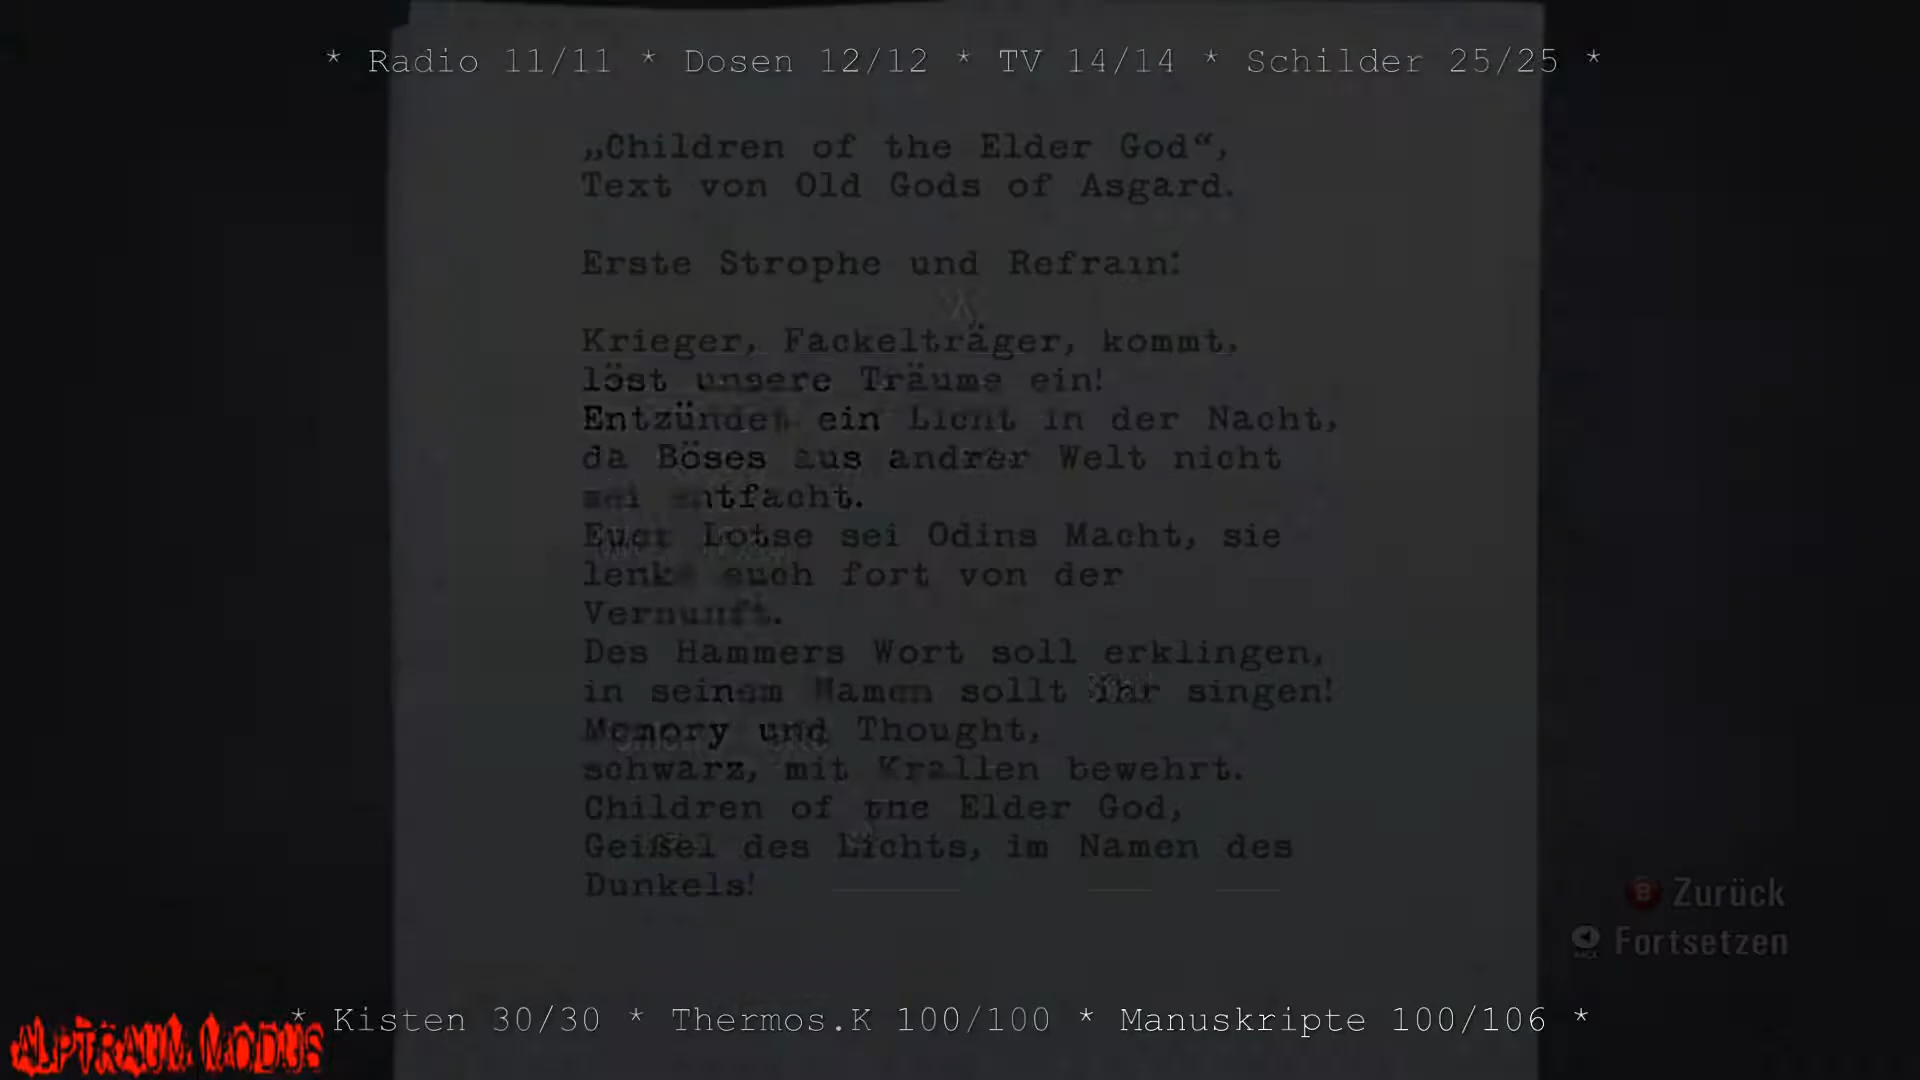 * Radio 11/11 * Dosen 12/12 * TV 14/14 * Schilder 25/25 *
„Children of the Elder God“,
Text von Old Gods of Asgard.
Erste Strophe und Refrain:
Krieger, Fackelträger, kommt,
löst unsere Träume ein!
Entzündet ein Licht in der Nacht,
da Böses aus andrer Welt nicht
sei entfacht.
Euer Lotse sei Odins Macht, sie
lenke euch fort von der
Vernunft.
Des Hammers Wort soll erklingen,
in seinem Namen sollt ihr singen!
Memory und Thought,
schwarz, mit Krallen bewehrt.
Children of the Elder God,
Geißel des Lichts, im Namen des
Dunkels!
B Zurück
BACK Fortsetzen
* Kisten 30/30 * Thermos.K 100/100 * Manuskripte 100/106 *
ALPTRAUM MODUS